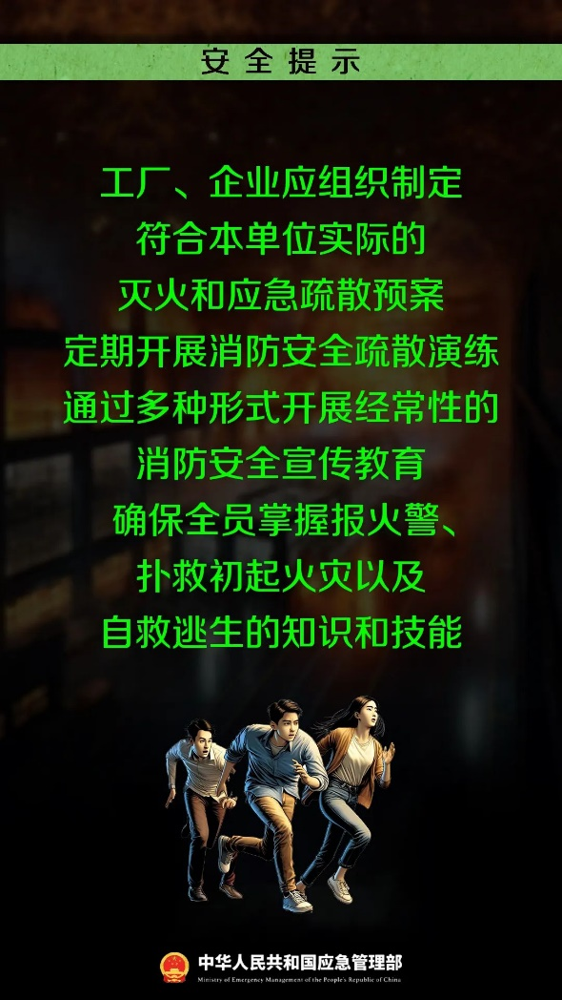 安全提示
工厂、企业应组织制定
符合本单位实际的
灭火和应急疏散预案
定期开展消防安全疏散演练
通过多种形式开展经常性的
消防安全宣传教育
确保全员掌握报火警、
扑救初起火灾以及
自救逃生的知识和技能
中华人民共和国应急管理部
Ministry of Emergency Management of the People's Republic of China